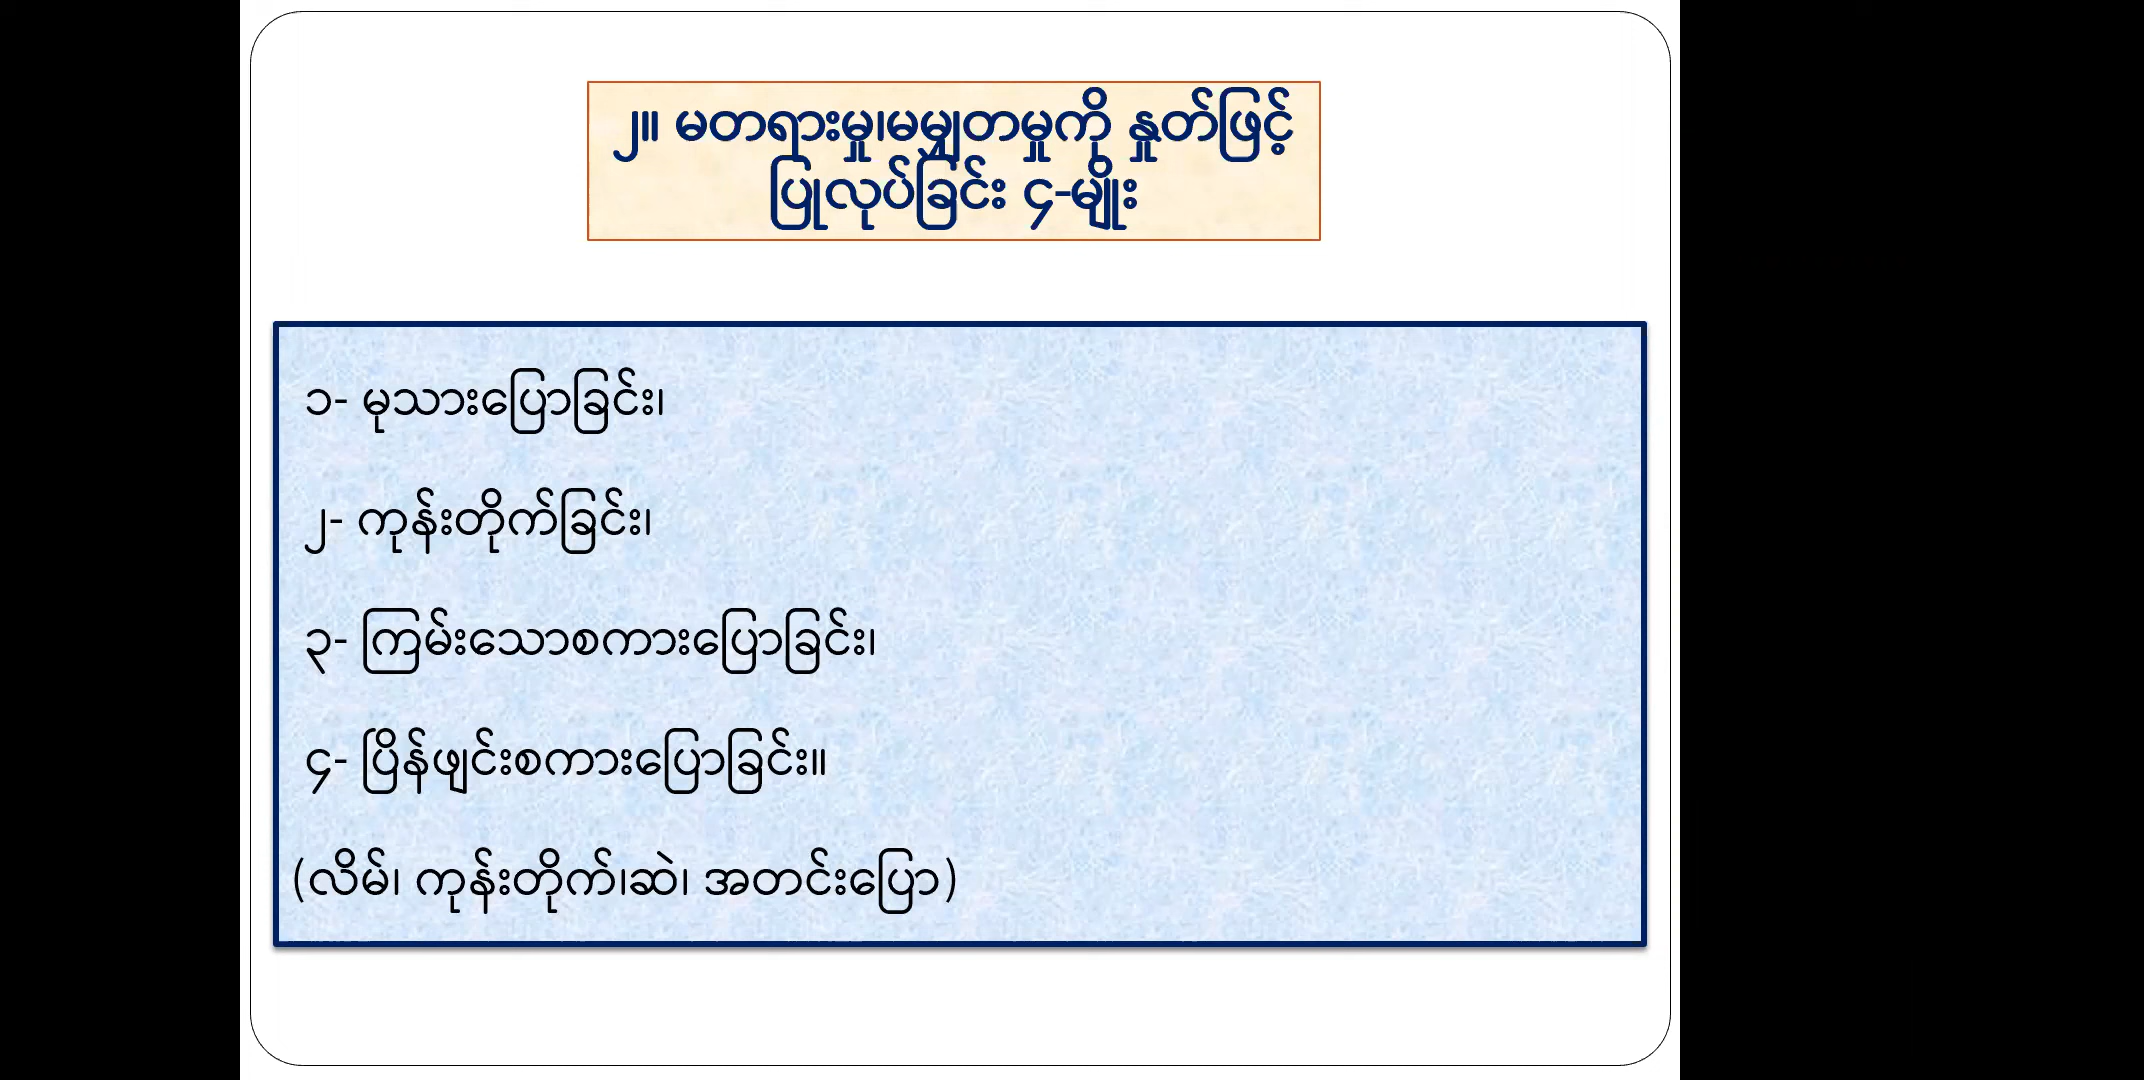 ၂။ မတရားမှု၊မမျှတမှုကို နှုတ်ဖြင့်
ပြုလုပ်ခြင်း ၄-မျိုး
၁- မုသားပြောခြင်း၊
၂- ကုန်းတိုက်ခြင်း၊
၃- ကြမ်းသောစကားပြောခြင်း၊
၄- ပြိန်ဖျင်းစကားပြောခြင်း။
(လိမ်၊ ကုန်းတိုက်၊ဆဲ၊ အတင်းပြော)